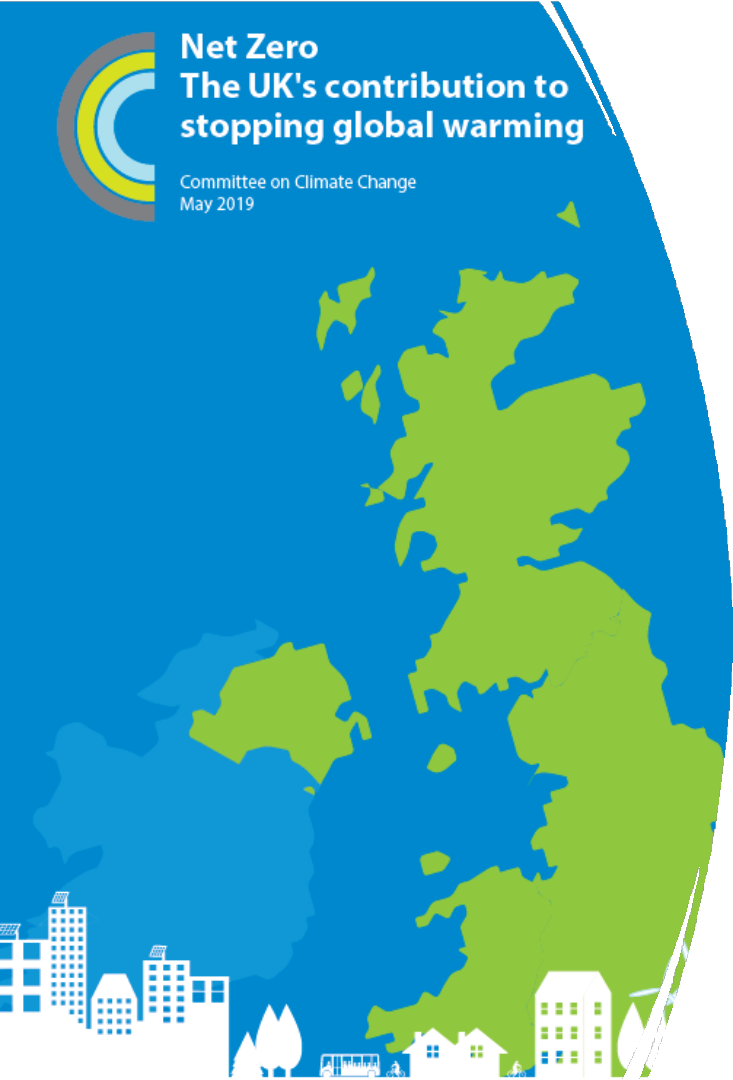 Net Zero
The UK's contribution to
stopping global warming
Committee on Climate Change
May 2019